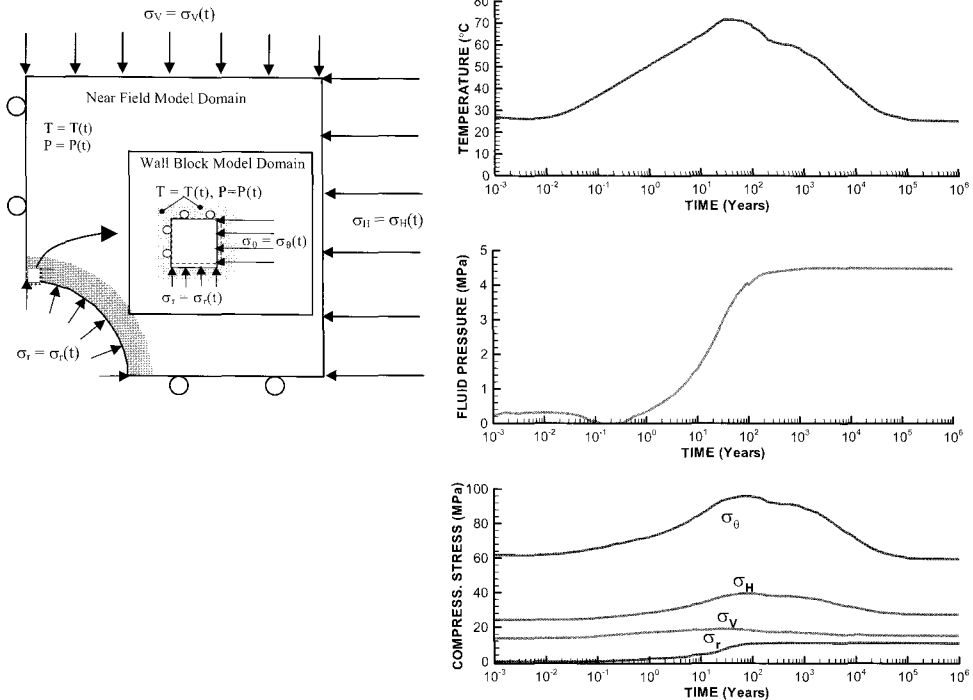 σV = σV(t)
Near Field Model Domain
T = T(t)
P = P(t)
Wall Block Model Domain
T = T(t), P=P(t)
σθ = σθ(t)
σr = σr(t)
σH = σH(t)
σr = σr(t)
80
70
60
50
40
30
20
10
0
TEMPERATURE (°C
10-3 10-2 10-1 100 101 102 103 104 105 106
TIME (Years)
5
4
3
2
1
0
FLUID PRESSURE (MPa)
10-3 10-2 10-1 100 101 102 103 104 105 106
TIME (Years)
100
80
60
40
20
0
COMPRESS. STRESS (MPa)
σθ
σH
σV
σr
10-3 10-2 10-1 100 101 102 103 104 105 106
TIME (Years)